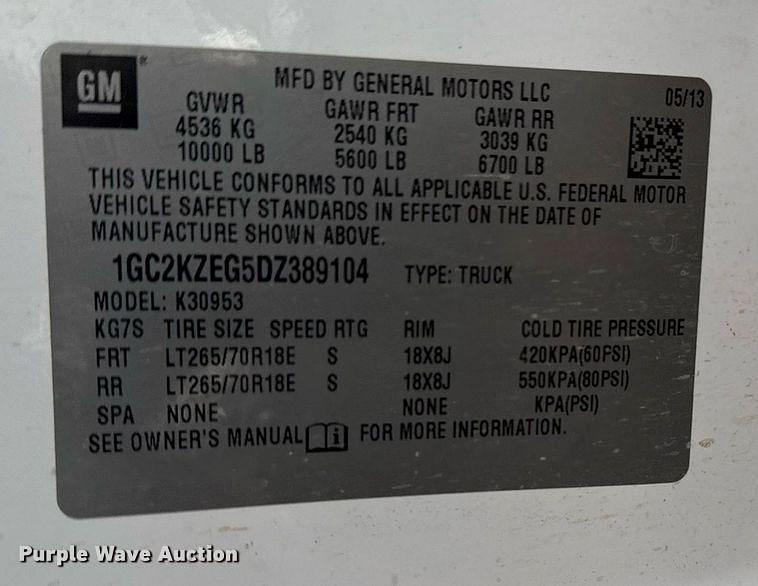 GM
MFD BY GENERAL MOTORS LLC 05/13
GVWR GAWR FRT GAWR RR
4536 KG 2540 KG 3039 KG
10000 LB 5600 LB 6700 LB
THIS VEHICLE CONFORMS TO ALL APPLICABLE U.S. FEDERAL MOTOR
VEHICLE SAFETY STANDARDS IN EFFECT ON THE DATE OF
MANUFACTURE SHOWN ABOVE.
1GC2KZEG5DZ389104 TYPE: TRUCK
MODEL: K30953
KG7S TIRE SIZE SPEED RTG RIM COLD TIRE PRESSURE
FRT LT265/70R18E S 18X8J 420KPA(60PSI)
RR LT265/70R18E S 18X8J 550KPA(80PSI)
SPA NONE NONE KPA(PSI)
SEE OWNER'S MANUAL i FOR MORE INFORMATION.
Purple Wave Auction